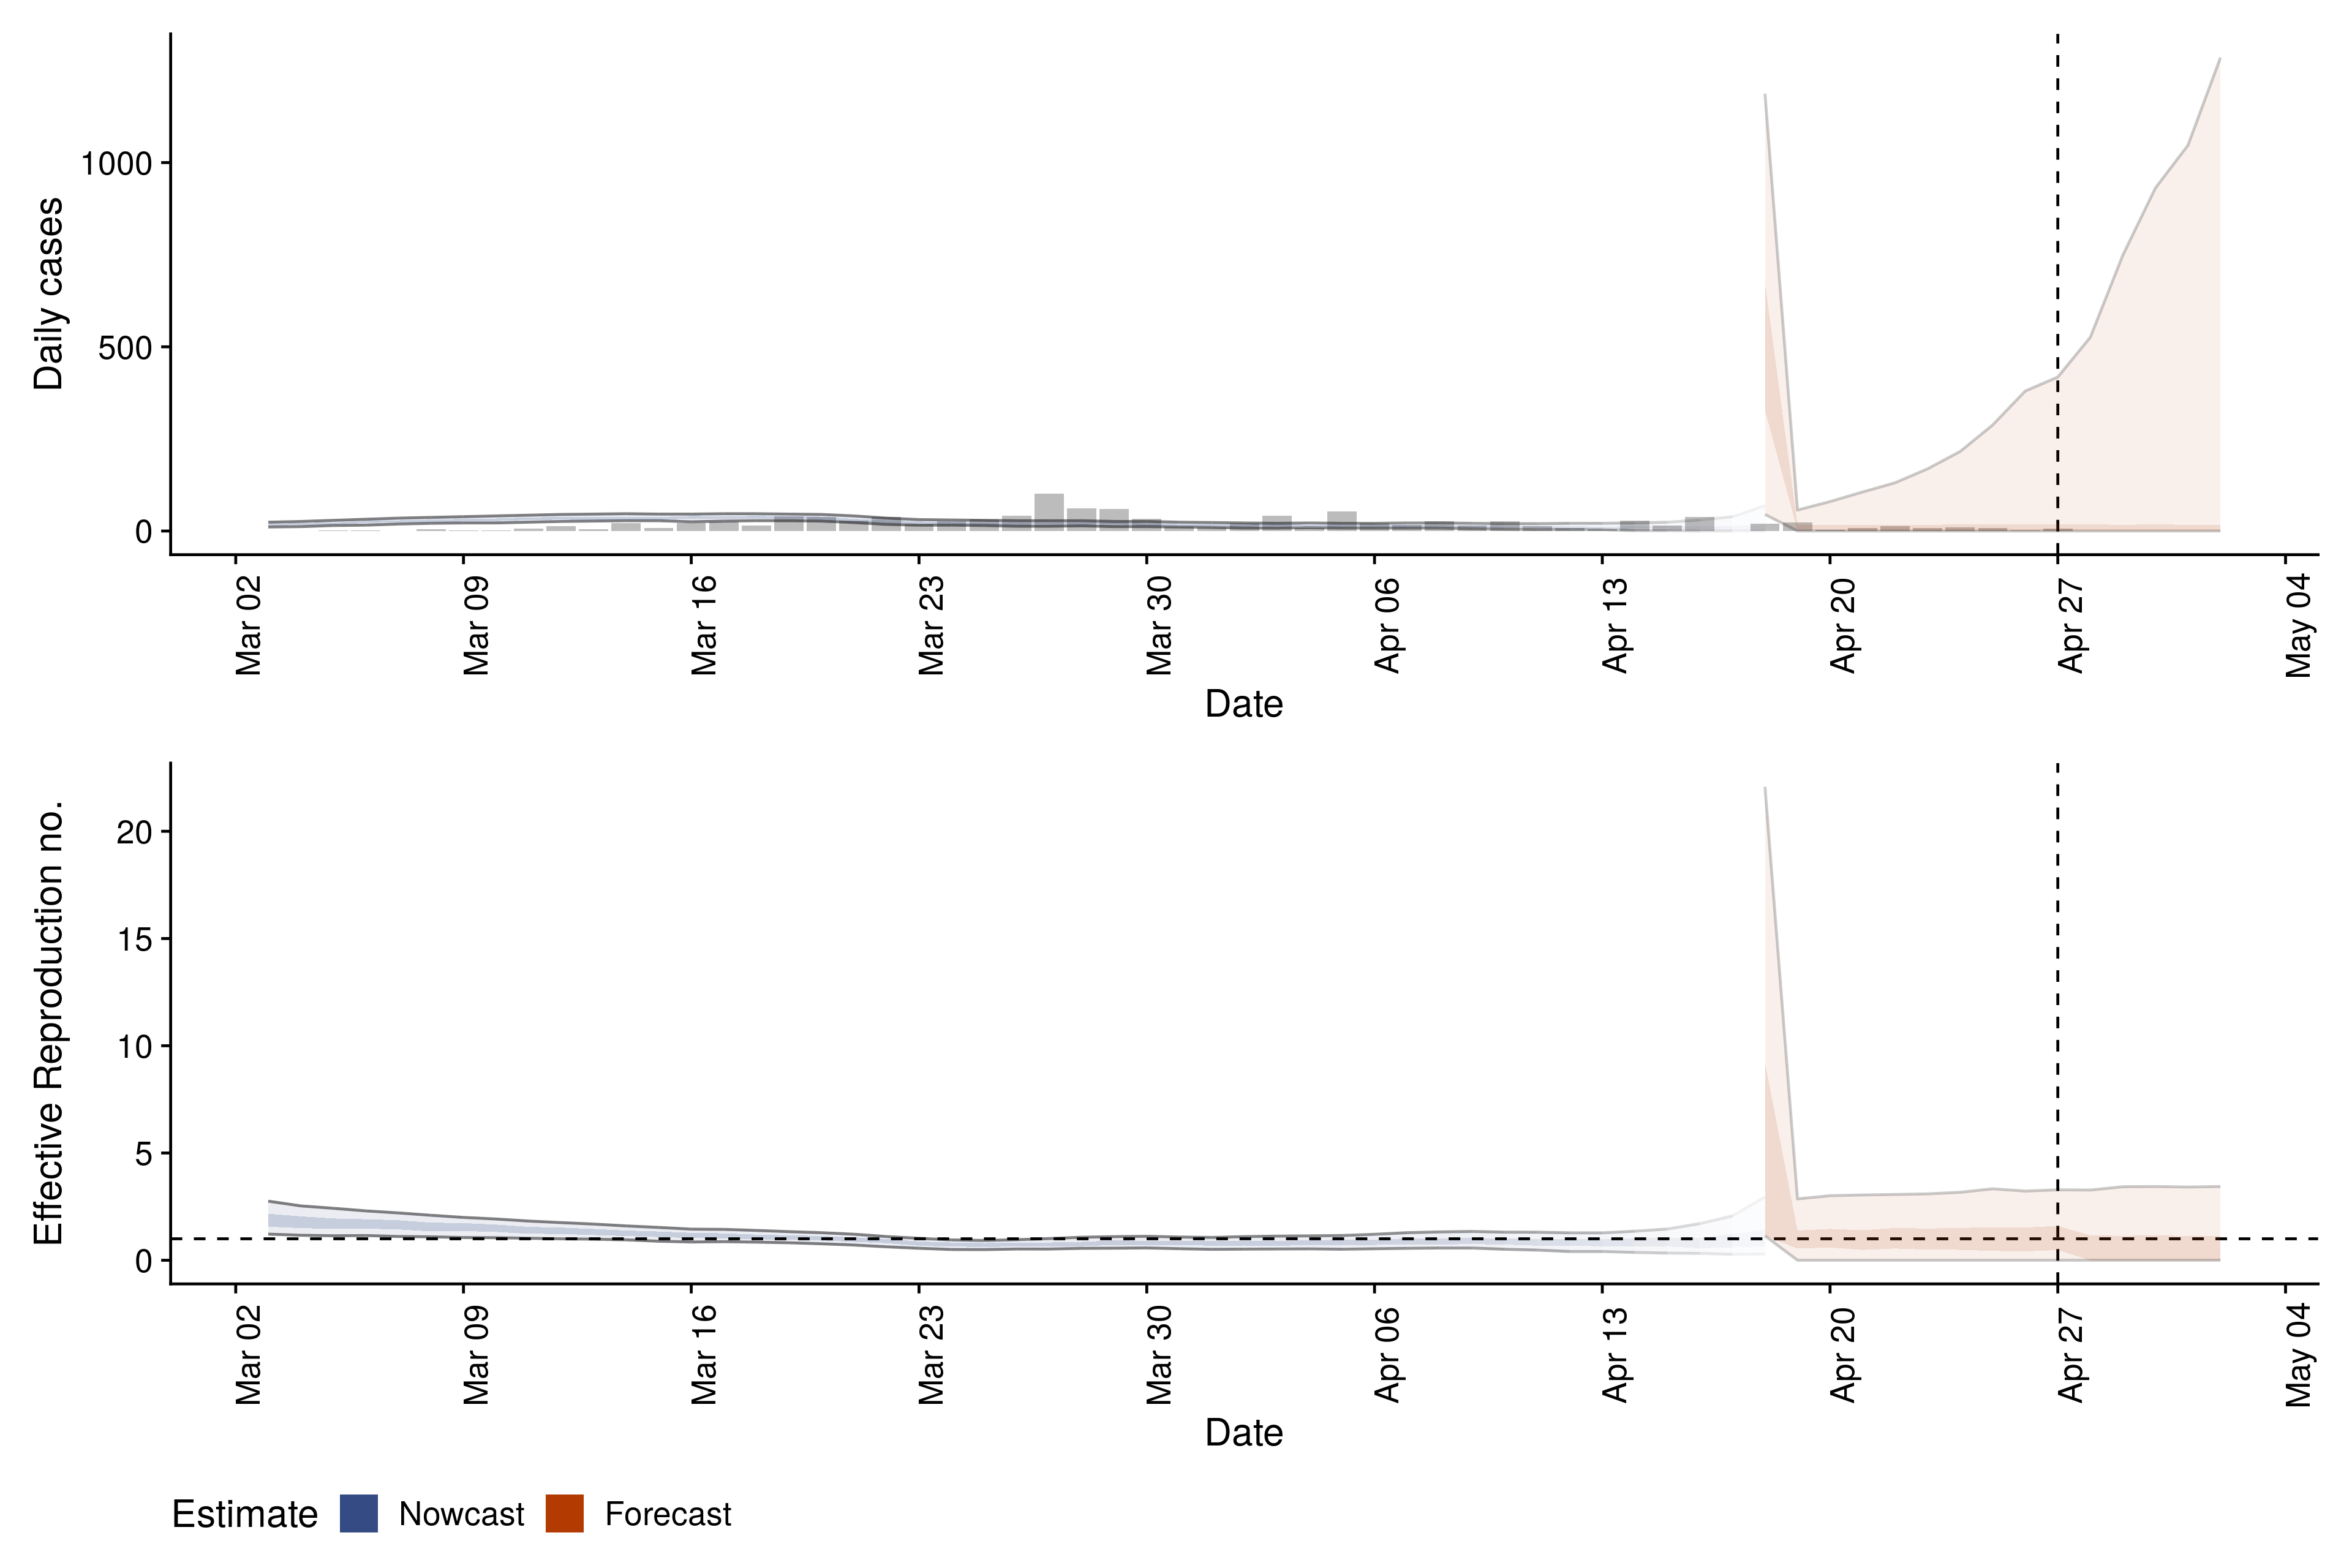 Daily cases
1000
500
0
Mar 02
Mar 09
Mar 16
Mar 23
Mar 30
Apr 06
Apr 13
Apr 20
Apr 27
May 04
Date
Effective Reproduction no.
20
15
10
5
0
Mar 02
Mar 09
Mar 16
Mar 23
Mar 30
Apr 06
Apr 13
Apr 20
Apr 27
May 04
Date
Estimate Nowcast Forecast